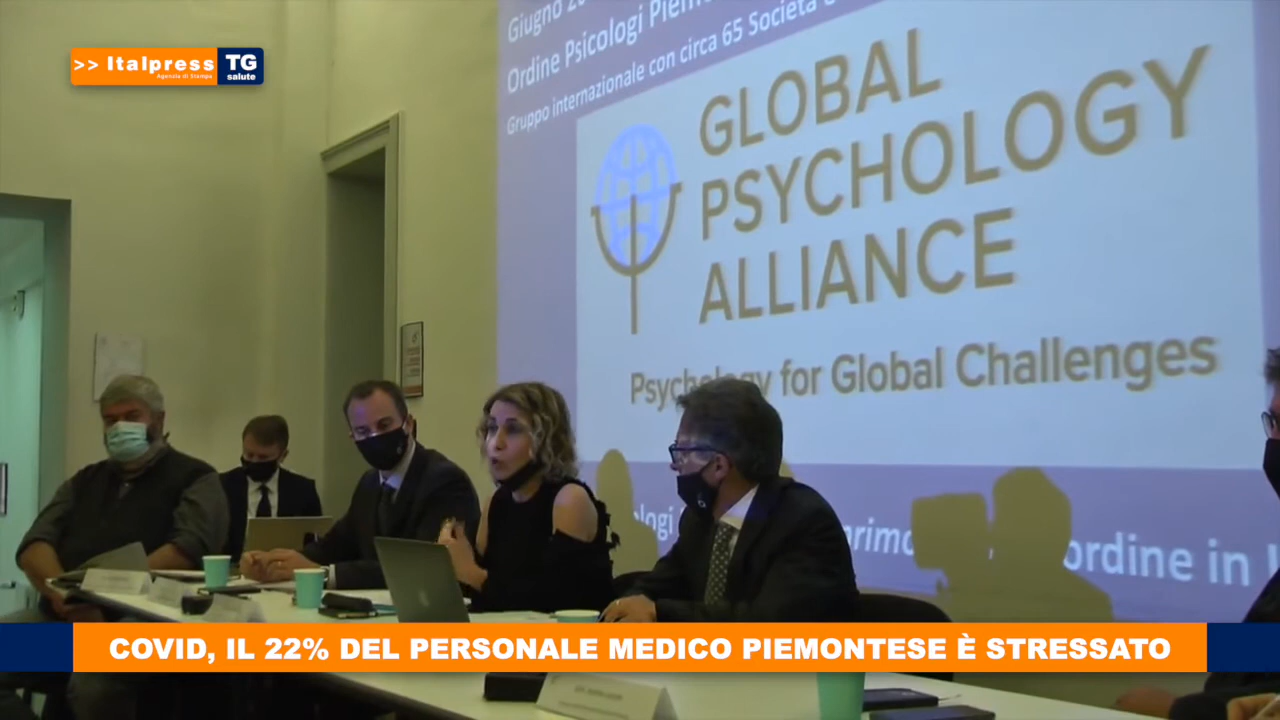 >> Italpress
Agenzia di Stampa
TG
salute
Giugno
Ordine Psicologi
Gruppo internazionale con circa 65 Società
GLOBAL
PSYCHOLOGY
ALLIANCE
Psychology for Global Challenges
ordine in
COVID, IL 22% DEL PERSONALE MEDICO PIEMONTESE È STRESSATO